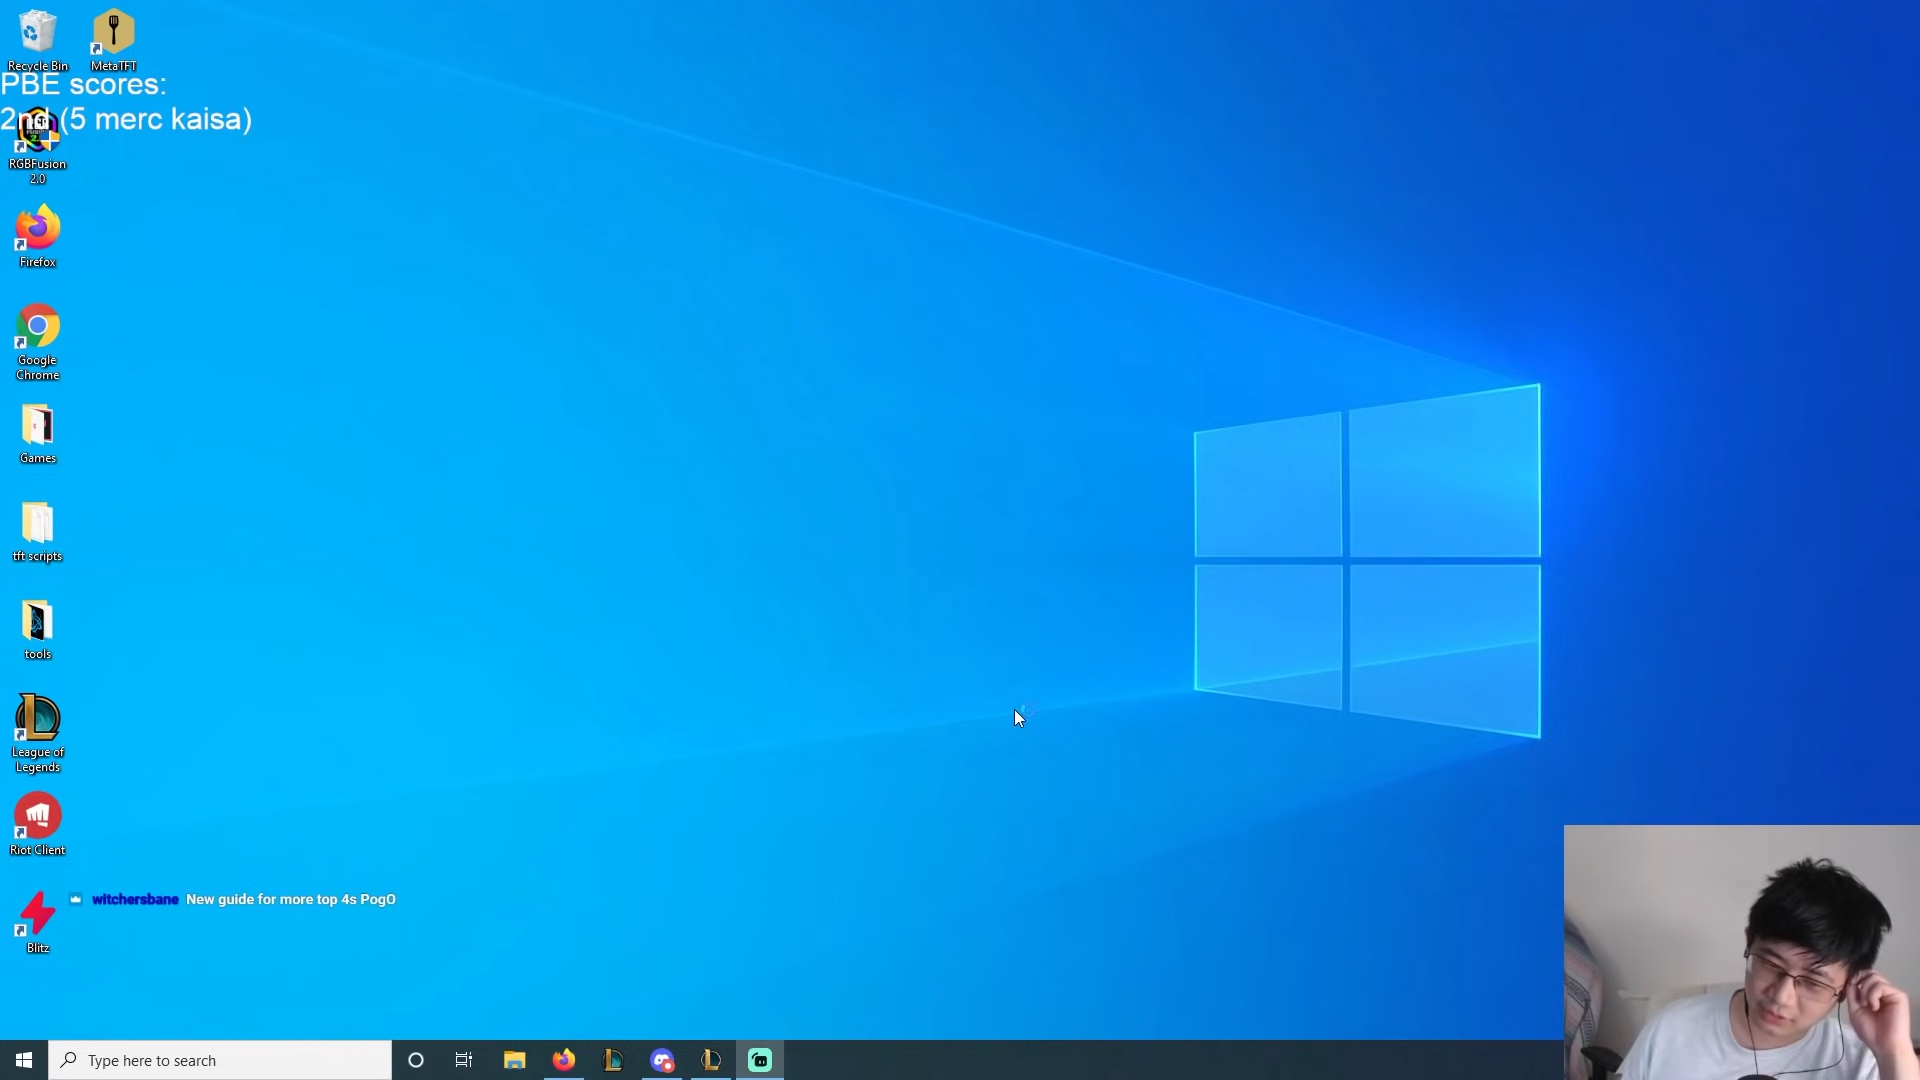 Recycle Bin
MetaTFT
PBE scores:
2nd (5 merc kaisa)
RGBFusion
2.0
Firefox
Google
Chrome
Games
tft scripts
tools
League of
Legends
Riot Client
witchersbane New guide for more top 4s PogO
Blitz
Type here to search